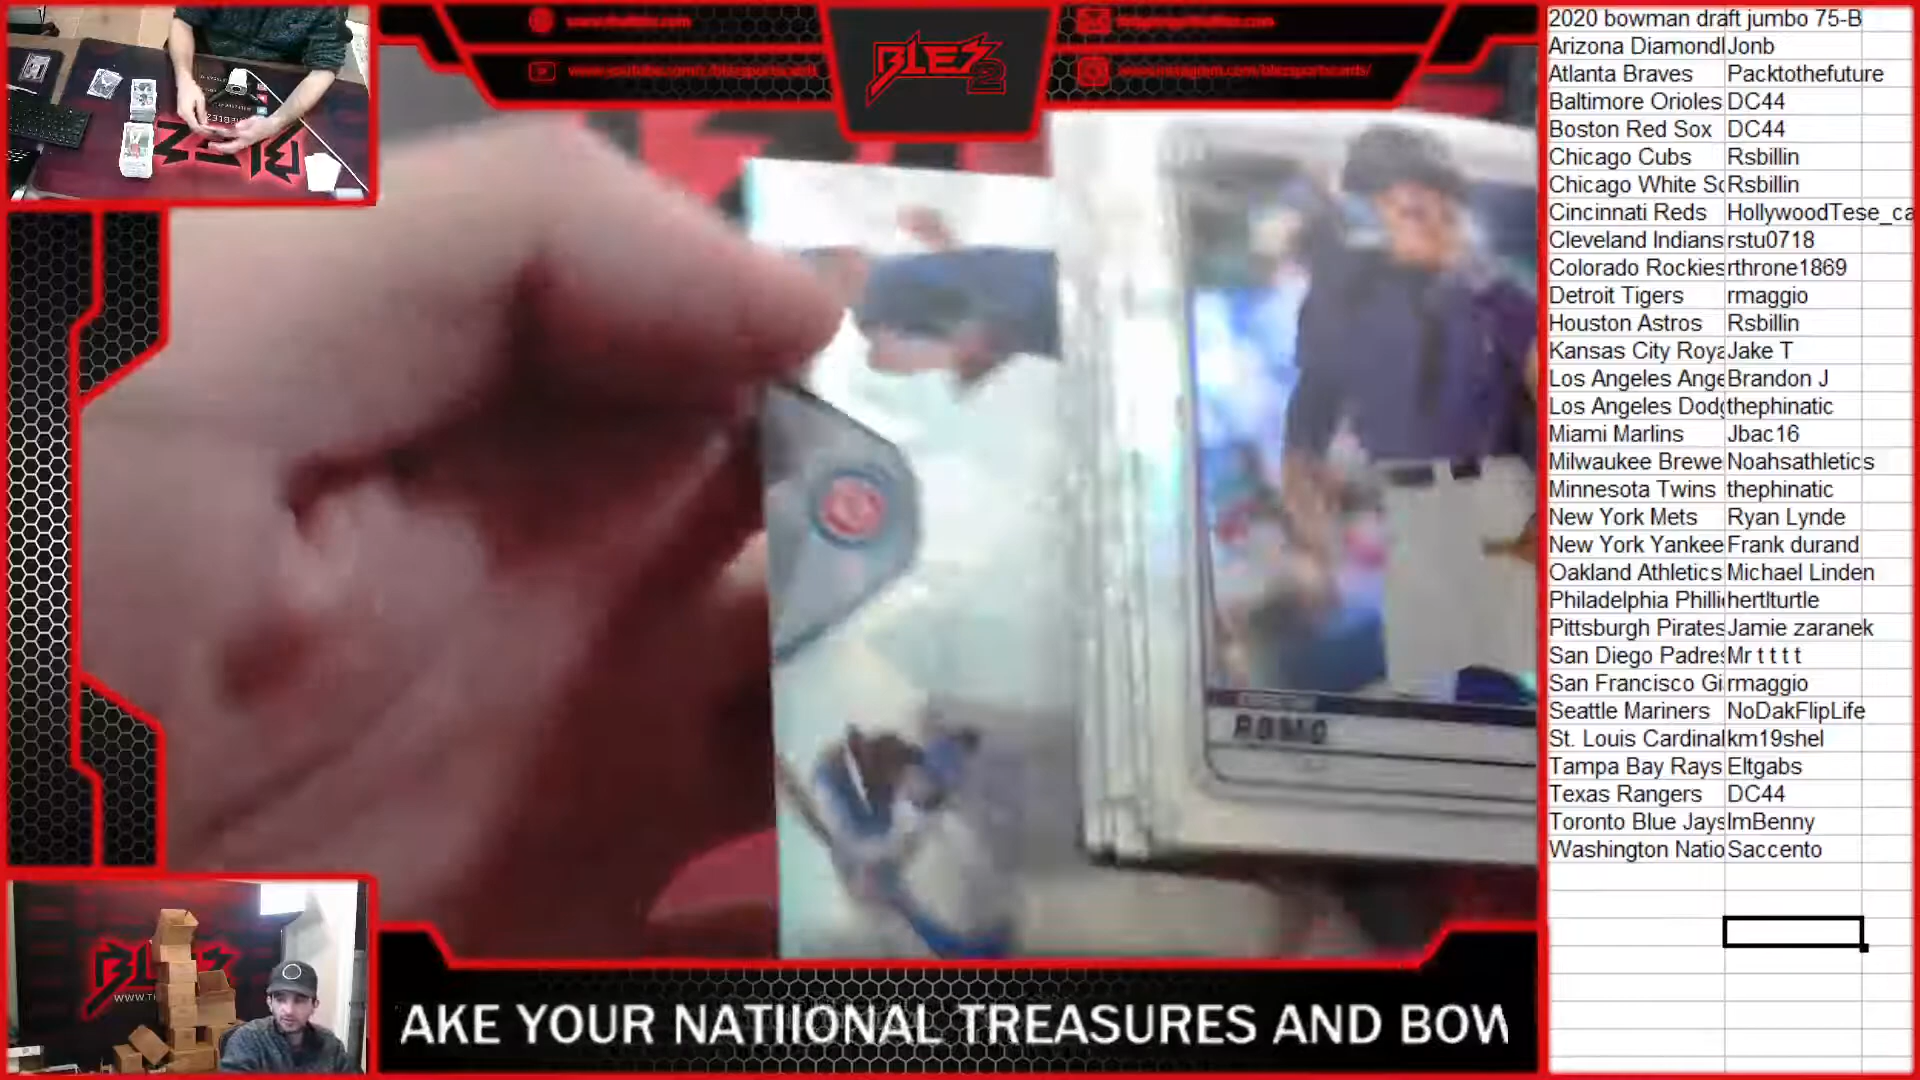 BLEZ
2
2020 bowman draft jumbo 75-B
Arizona Diamondl Jonb
Atlanta Braves Packtothefuture
Baltimore Orioles DC44
Boston Red Sox DC44
Chicago Cubs Rsbillin
Chicago White So Rsbillin
Cincinnati Reds HollywoodTese_ca
Cleveland Indians rstu0718
Colorado Rockies rthrone1869
Detroit Tigers rmaggio
Houston Astros Rsbillin
Kansas City Roya Jake T
Los Angeles Ange Brandon J
Los Angeles Dodg thephinatic
Miami Marlins Jbac16
Milwaukee Brewe Noahsathletics
Minnesota Twins thephinatic
New York Mets Ryan Lynde
New York Yankee Frank durand
Oakland Athletics Michael Linden
Philadelphia Philli hertlturtle
Pittsburgh Pirates Jamie zaranek
San Diego Padres Mr t t t t
San Francisco Gi rmaggio
Seattle Mariners NoDakFlipLife
St. Louis Cardinal km19shel
Tampa Bay Rays Eltgabs
Texas Rangers DC44
Toronto Blue Jays ImBenny
Washington Natio Saccento
AKE YOUR NATIIONAL TREASURES AND BOW